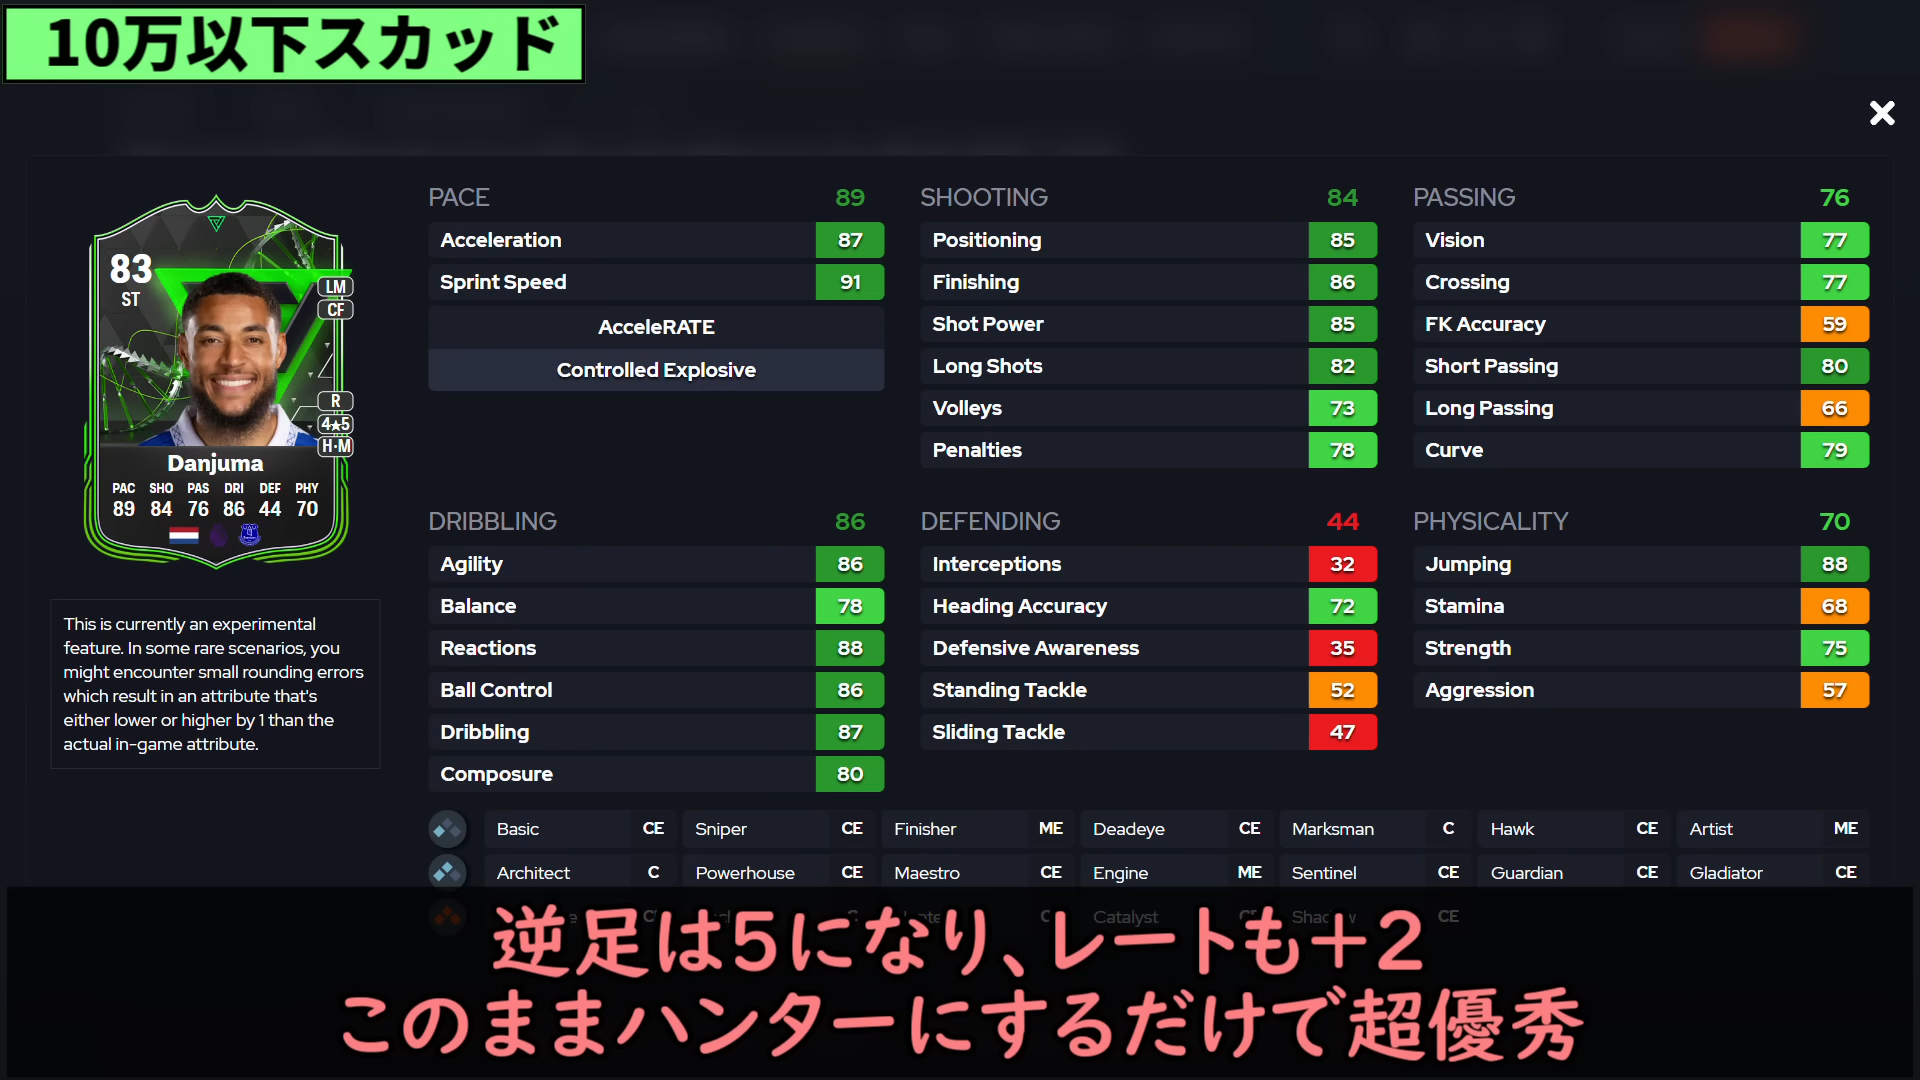 10万以下スカッド
83
ST
LM
CF
R
4★5
H·M
Danjuma
PAC SHO PAS DRI DEF PHY
89 84 76 86 44 70
This is currently an experimental
feature. In some rare scenarios, you
might encounter small rounding errors
which result in an attribute that's
either lower or higher by 1 than the
actual in-game attribute.
PACE 89
Acceleration 87
Sprint Speed 91
AcceleRATE
Controlled Explosive
SHOOTING 84
Positioning 85
Finishing 86
Shot Power 85
Long Shots 82
Volleys 73
Penalties 78
PASSING 76
Vision 77
Crossing 77
FK Accuracy 59
Short Passing 80
Long Passing 66
Curve 79
DRIBBLING 86
Agility 86
Balance 78
Reactions 88
Ball Control 86
Dribbling 87
Composure 80
DEFENDING 44
Interceptions 32
Heading Accuracy 72
Defensive Awareness 35
Standing Tackle 52
Sliding Tackle 47
PHYSICALITY 70
Jumping 88
Stamina 68
Strength 75
Aggression 57
Basic CE Sniper CE Finisher ME Deadeye CE Marksman C Hawk CE Artist ME
Architect C Powerhouse CE Maestro CE Engine ME Sentinel CE Guardian CE Gladiator CE
Catalyst CE Shadow CE
逆足は5になり、レートも+2
このままハンターにするだけで超優秀